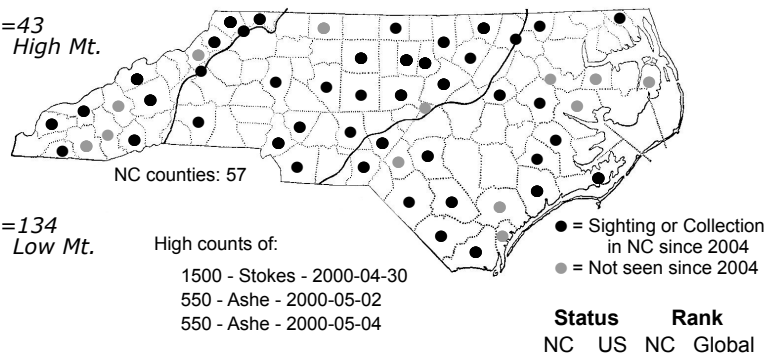 =43
High Mt.
NC counties: 57
=134
Low Mt.
High counts of:
1500 - Stokes - 2000-04-30
550 - Ashe - 2000-05-02
550 - Ashe - 2000-05-04
= Sighting or Collection
in NC since 2004
= Not seen since 2004
Status Rank
NC US NC Global